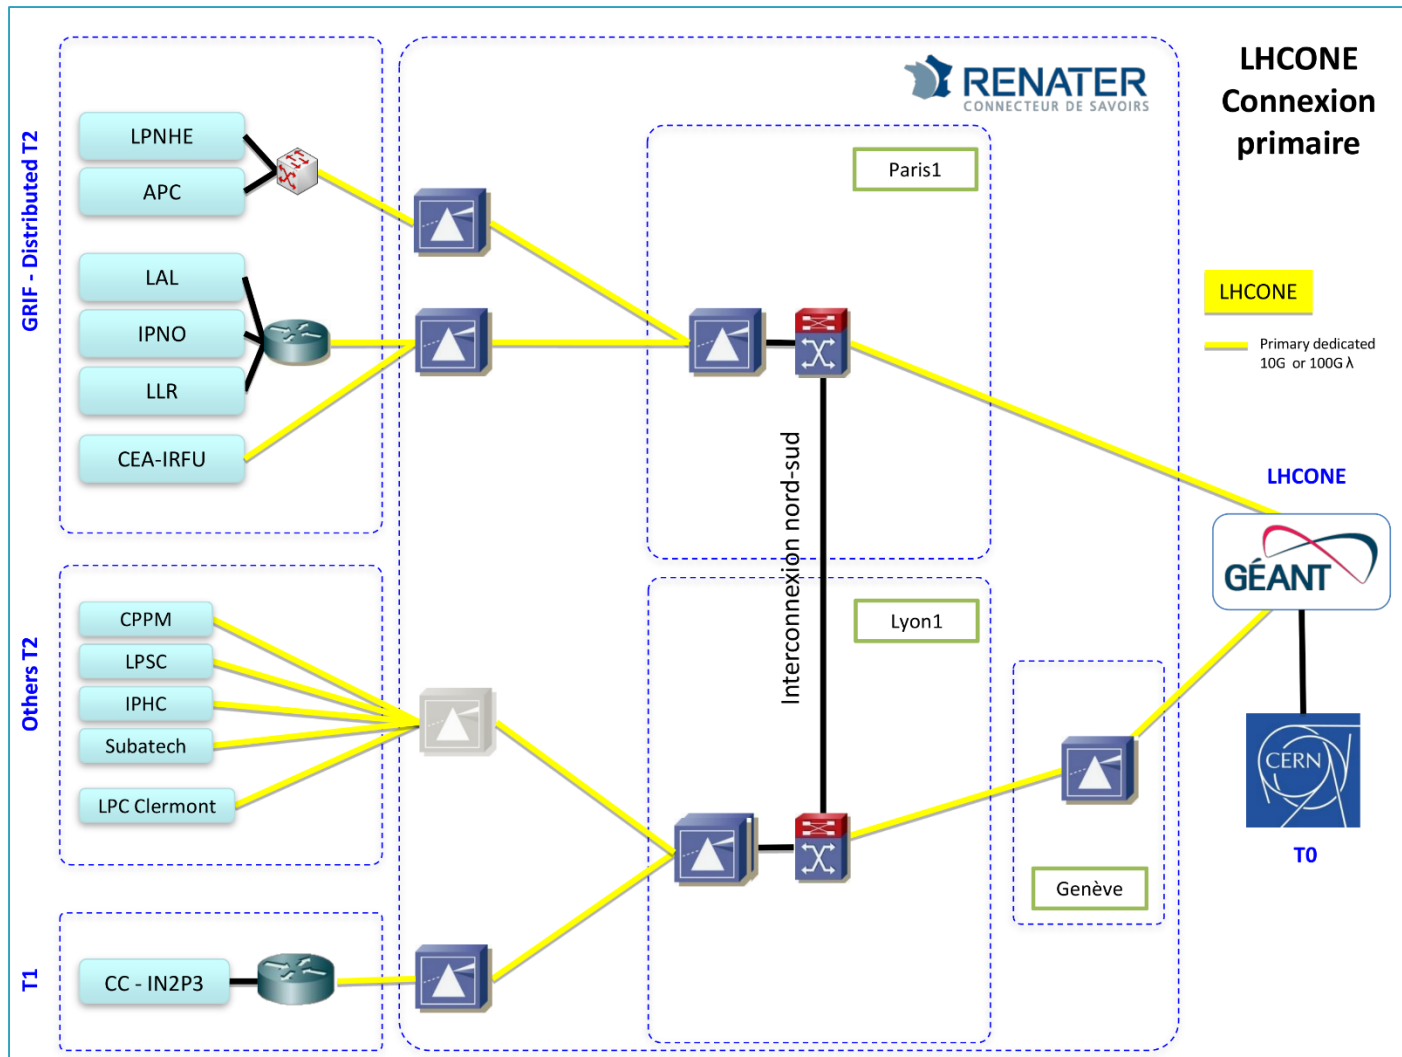 RENATER
CONNECTEUR DE SAVOIRS
LHCONE
Connexion
primaire
GRIF - Distributed T2
LPNHE
APC
LAL
IPNO
LLR
CEA-IRFU
Paris1
LHCONE
Primary dedicated
10G or 100G λ
Interconnexion nord-sud
LHCONE
GÉANT
Others T2
CPPM
LPSC
IPHC
Subatech
LPC Clermont
Lyon1
Genève
CERN
T0
T1
CC - IN2P3